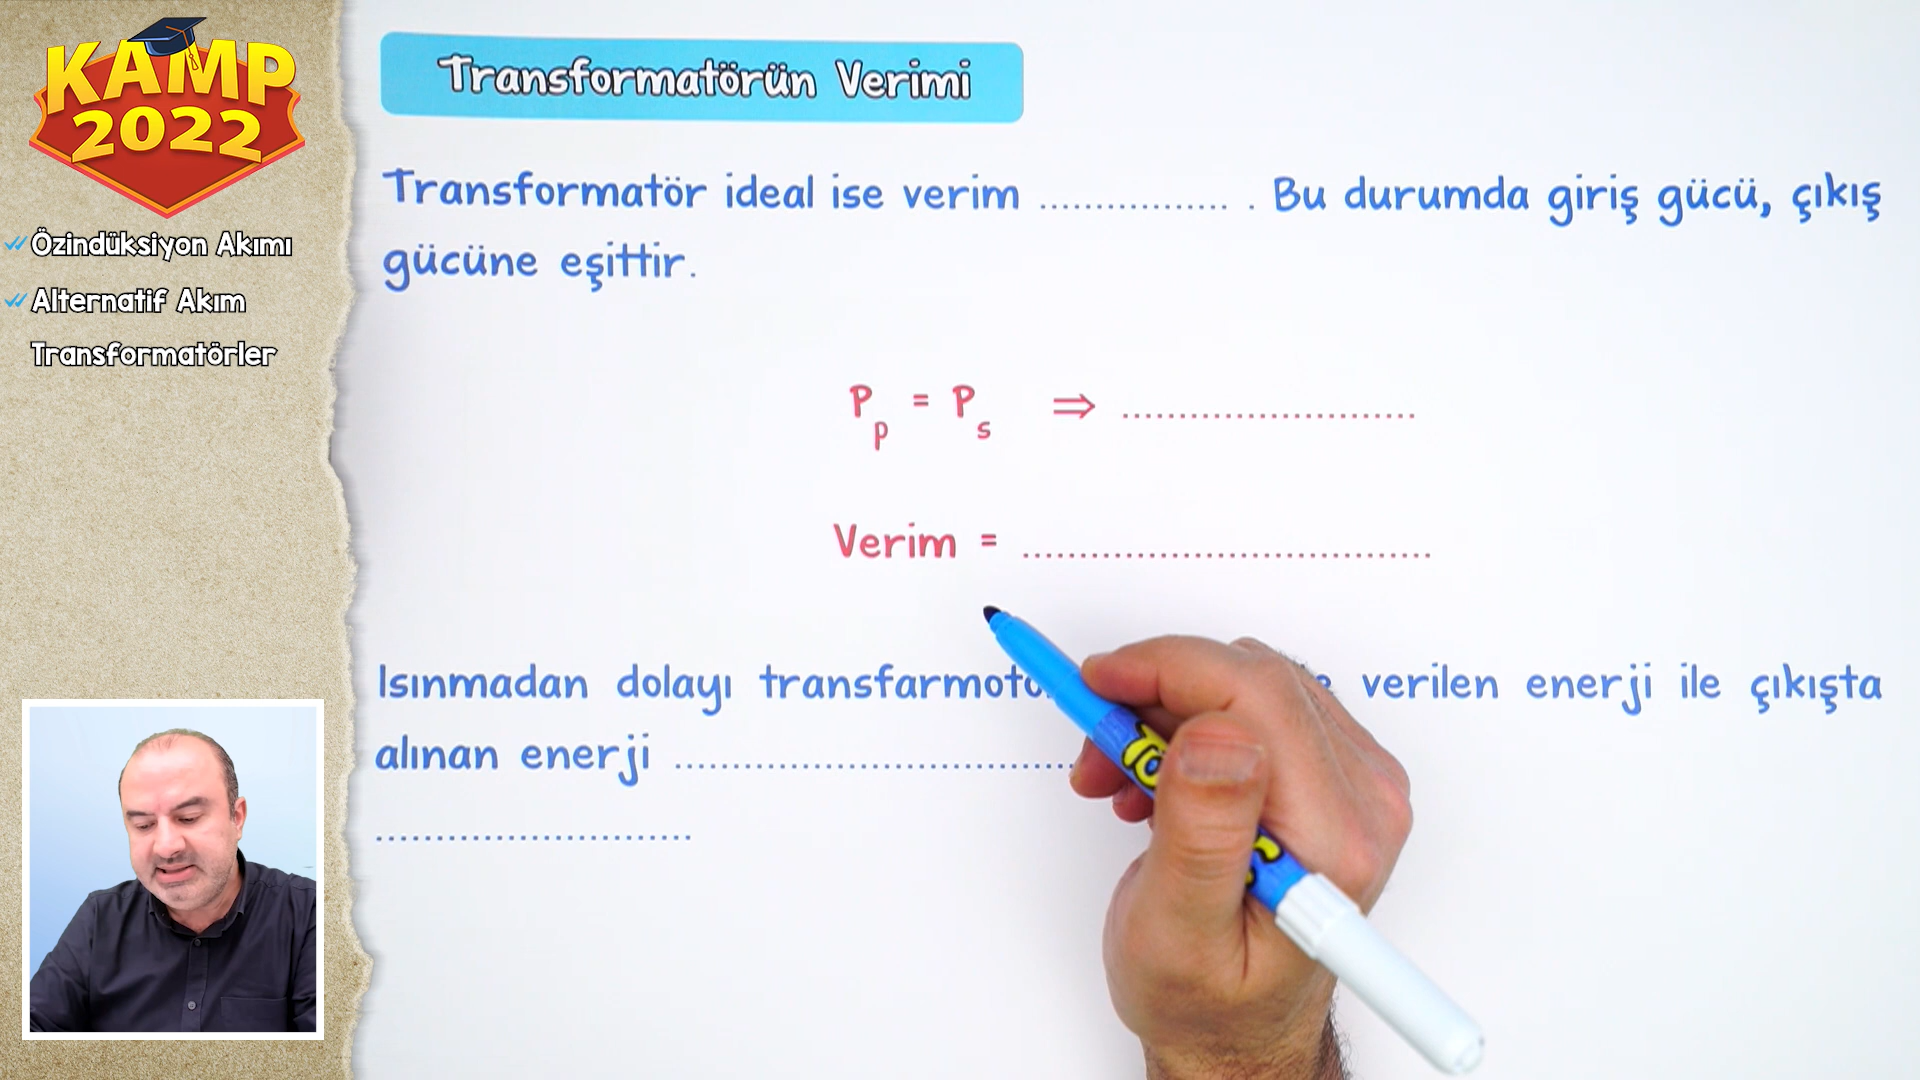 KAMP
2022
Özindüksiyon Akımı
Alternatif Akım
Transformatörler
Transformatörün Verimi
Transformatör ideal ise verim ................. . Bu durumda giriş gücü, çıkış
gücüne eşittir.
Pp = Ps ⇒ ..........................
Verim = ....................................
Isınmadan dolayı verilen enerji ile çıkışta
alınan enerji ...................................
............................